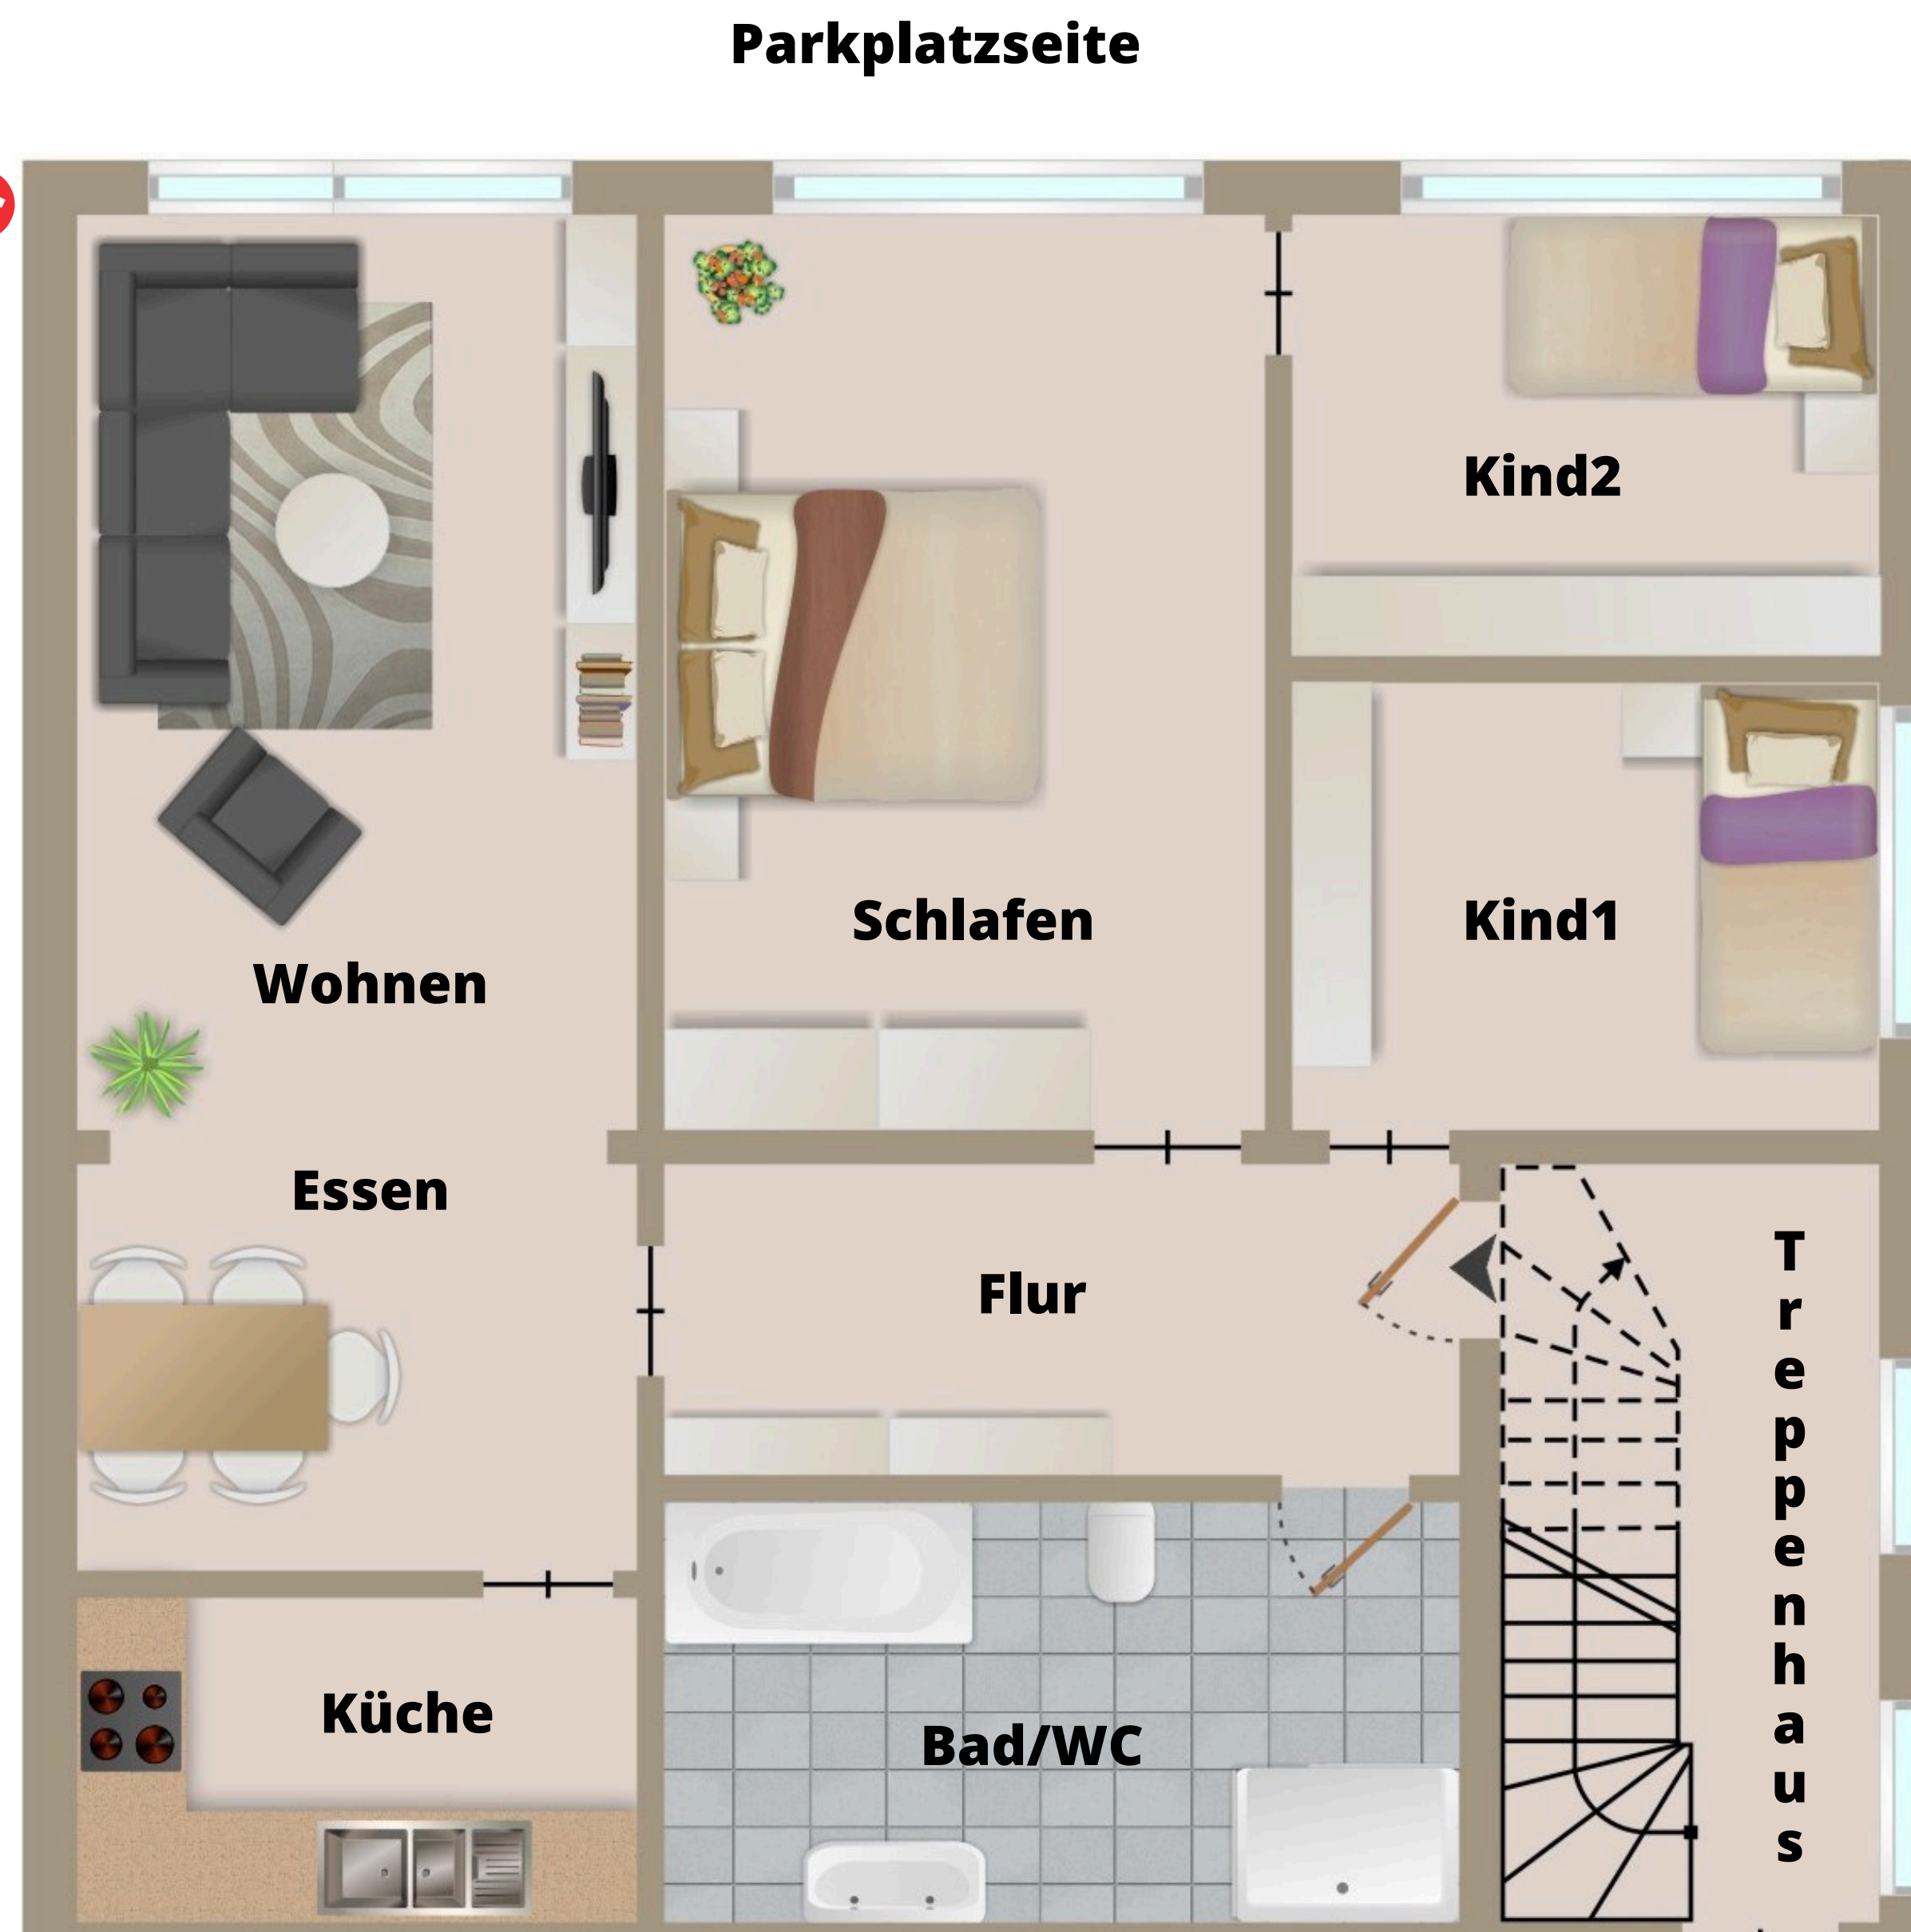 Parkplatzseite
Kind2
Schlafen
Kind1
Wohnen
Essen
Flur
Treppenhaus
Küche
Bad/WC